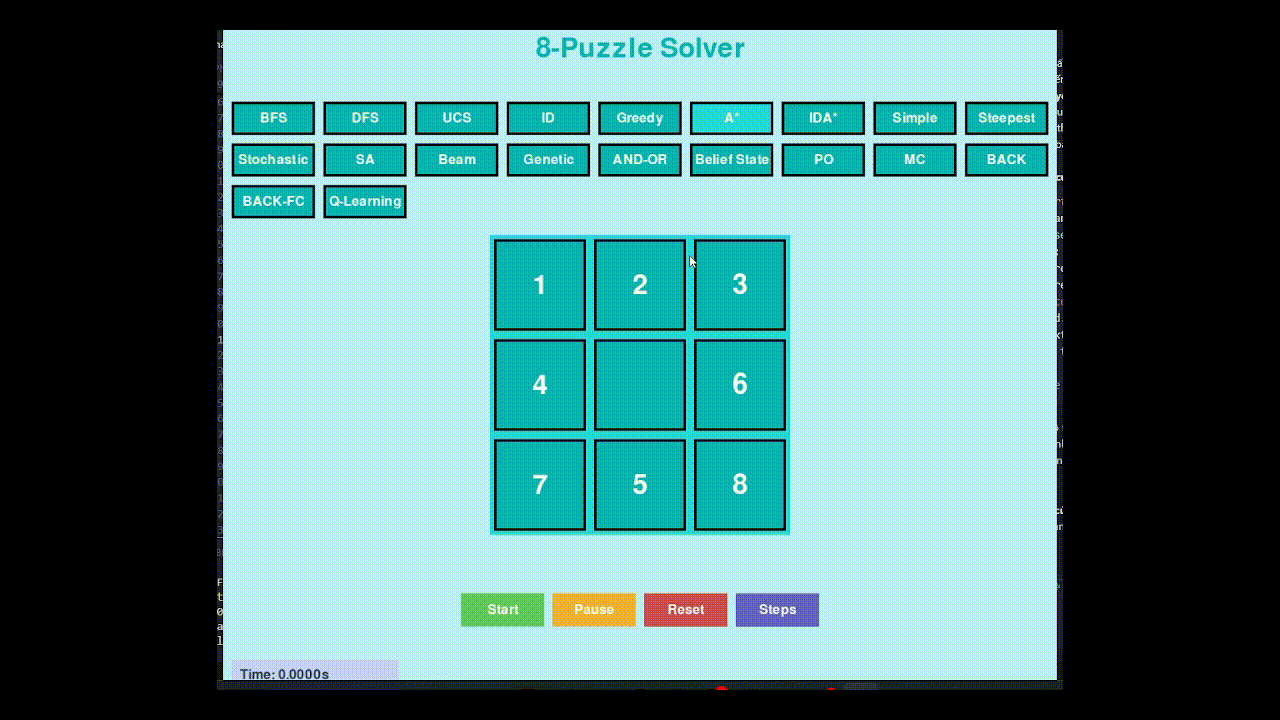 8-Puzzle Solver
BFS DFS UCS ID Greedy A* IDA* Simple Steepest
Stochastic SA Beam Genetic AND-OR Belief State PO MC BACK
BACK-FC Q-Learning
1 2 3
4 6
7 5 8
Start Pause Reset Steps
Time: 0.0000s